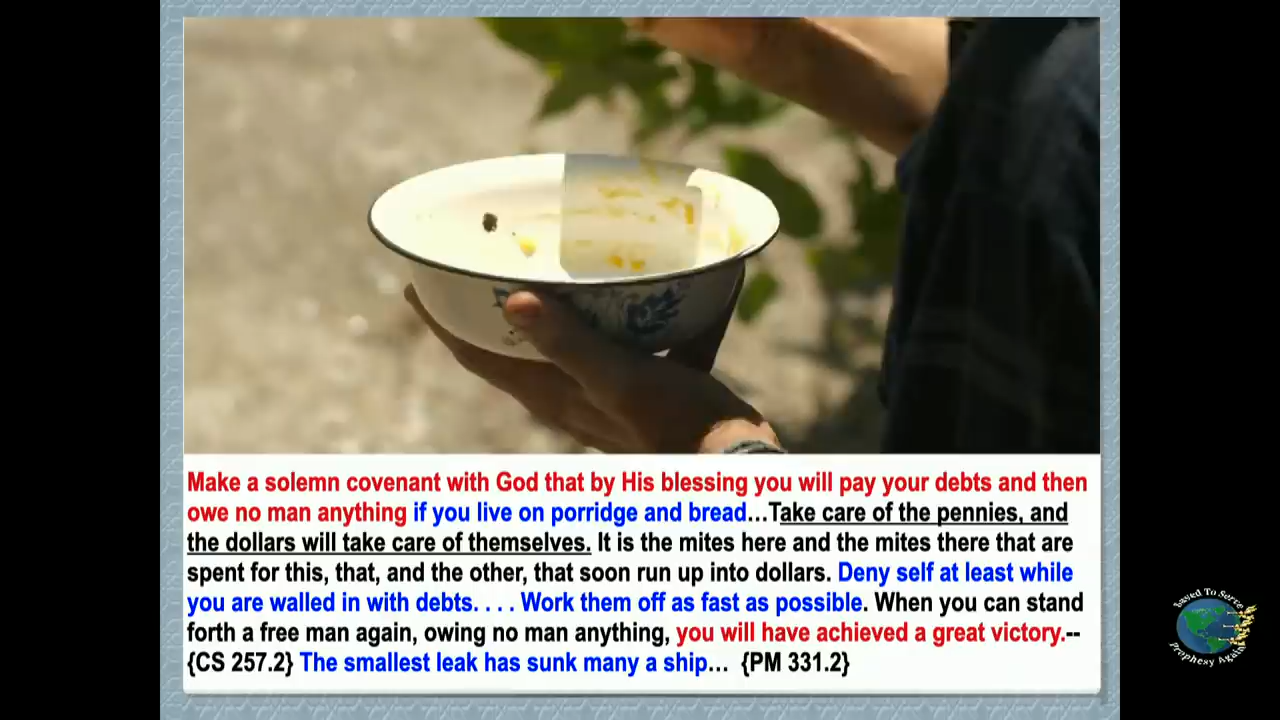 Make a solemn covenant with God that by His blessing you will pay your debts and then
owe no man anything if you live on porridge and bread…Take care of the pennies, and
the dollars will take care of themselves. It is the mites here and the mites there that are
spent for this, that, and the other, that soon run up into dollars. Deny self at least while
you are walled in with debts. . . . Work them off as fast as possible. When you can stand
forth a free man again, owing no man anything, you will have achieved a great victory.--
{CS 257.2} The smallest leak has sunk many a ship… {PM 331.2}
To Serve
Prophesy Again